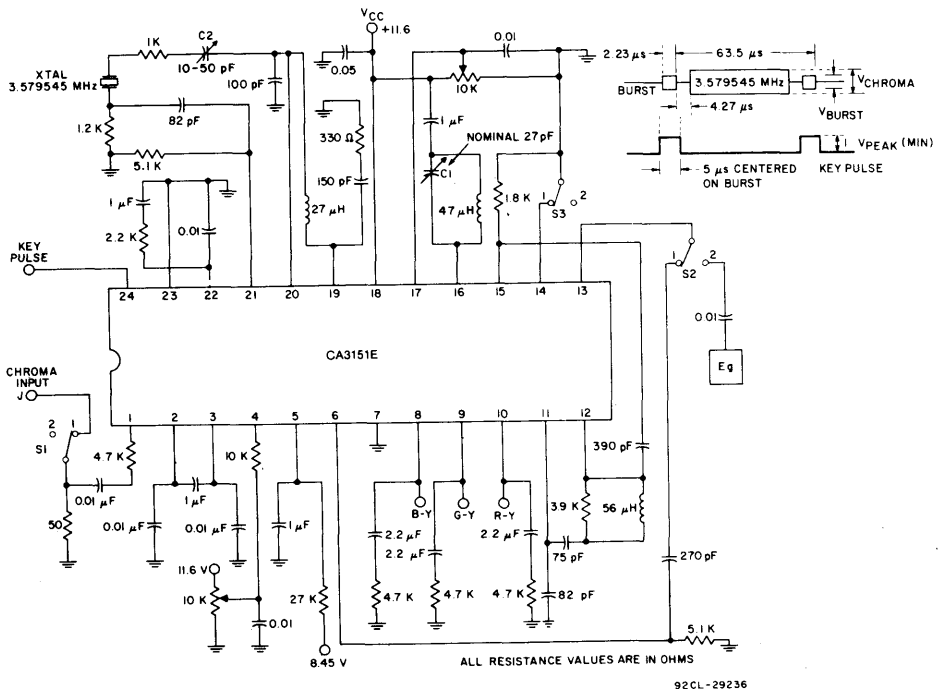 VCC
+11.6
0.01
2.23 μs
63.5 μs
1K
C2
10-50 pF
XTAL
3.579545 MHz
100 pF
0.05
10K
BURST
3.579545 MHz
VCHROMA
VBURST
4.27 μs
82 pF
1.2 K
5.1 K
330 Ω
1 μF
NOMINAL 27 pF
C1
VPEAK (MIN)
KEY PULSE
5 μs CENTERED
ON BURST
150 pF
1 μF
2.2 K
0.01
27 μH
47 μH
1.8 K
1
2
S3
1
2
S2
KEY
PULSE
24 23 22 21 20 19 18 17 16 15 14 13
0.01
CA3151E
Eg
CHROMA
INPUT
J
1 2 3 4 5 6 7 8 9 10 11 12
2
1
S1
4.7 K
10K
390 pF
0.01 μF
1 μF
B-Y
G-Y
R-Y
3.9K
56 μH
50
0.01 μF
0.01 μF
1 μF
2.2 μF
2.2 μF
2.2 μF
75 pF
270 pF
11.6 V
10 K
0.01
27 K
4.7 K
4.7 K
4.7K
82 pF
5.1 K
8.45 V
ALL RESISTANCE VALUES ARE IN OHMS
92CL-29236